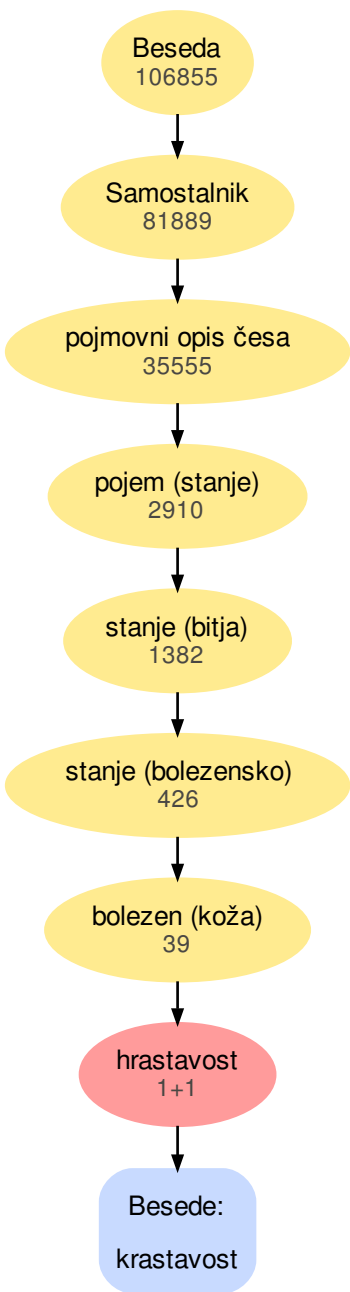 Beseda
106855
Samostalnik
81889
pojmovni opis česa
35555
pojem (stanje)
2910
stanje (bitja)
1382
stanje (bolezensko)
426
bolezen (koža)
39
hrastavost
1+1
Besede:
krastavost